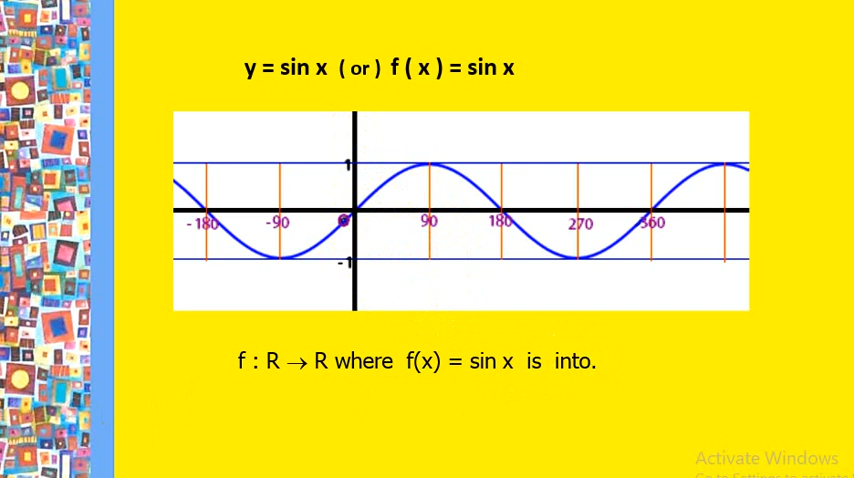 y = sin x ( or ) f ( x ) = sin x
1
-180 -90 0 90 180 270 360
-1
f : R → R where f(x) = sin x is into.
Activate Windows